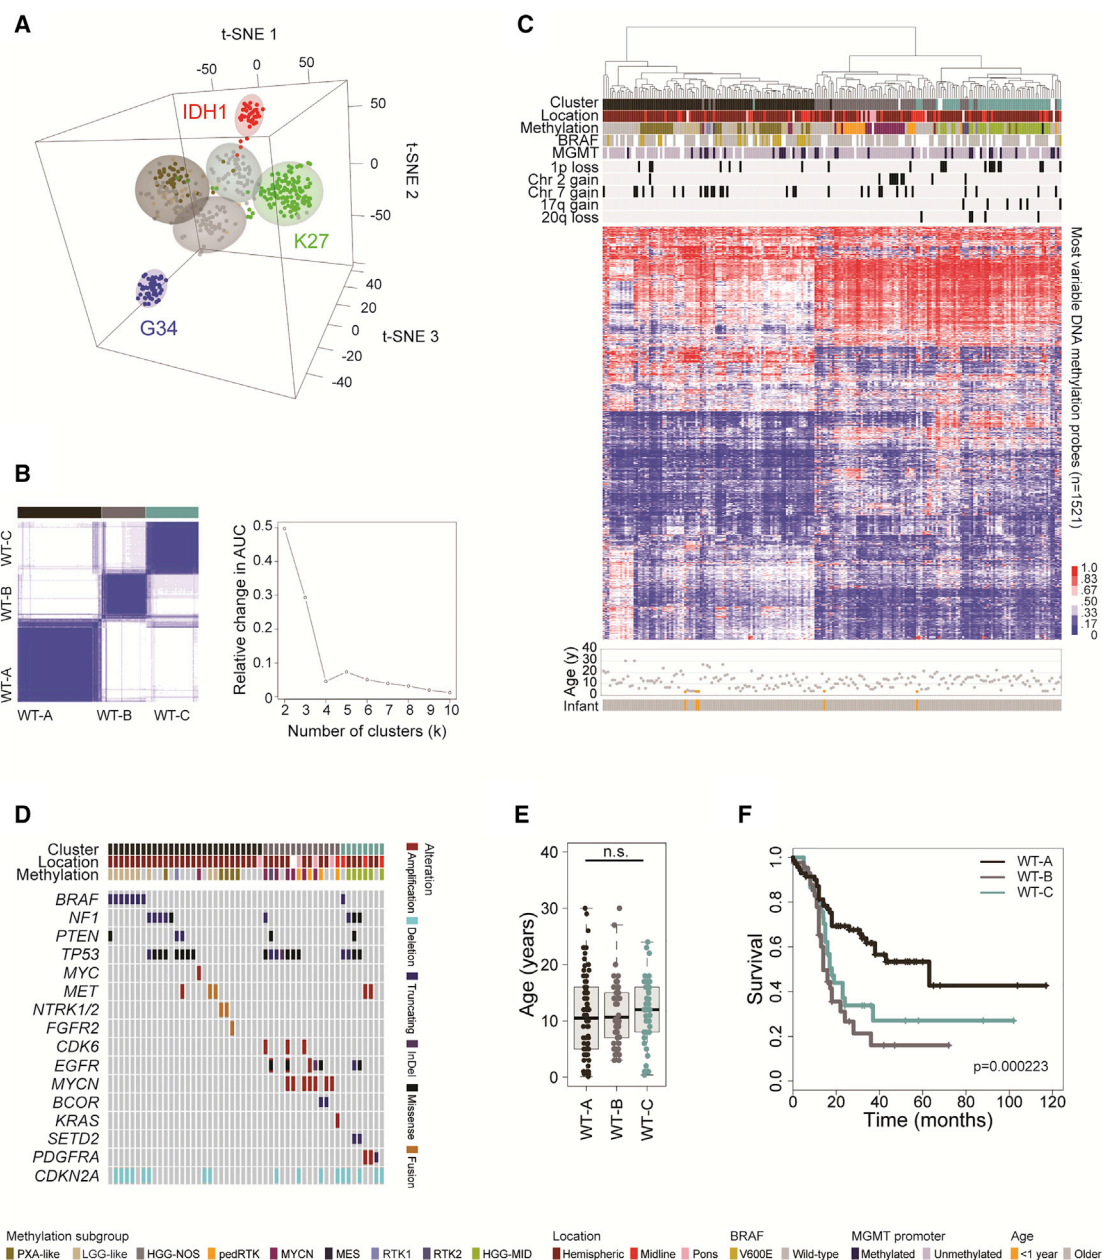 A
t-SNE 1
-50
0
50
IDH1
50
0
-50
t-SNE 2
K27
G34
40
20
0
-20
-40
t-SNE 3
B
WT-C
WT-B
WT-A
WT-A
WT-B
WT-C
Relative change in AUC
0.5
0.4
0.3
0.2
0.1
0
2 3 4 5 6 7 8 9 10
Number of clusters (k)
C
Cluster
Location
Methylation
BRAF
MGMT
1p loss
Chr 2 gain
Chr 7 gain
17q gain
20q loss
Most variable DNA methylation probes (n=1521)
1.0
.83
.67
.50
.33
.17
0
Age (y)
40
30
20
10
0
Infant
D
Cluster
Location
Methylation
BRAF
NF1
PTEN
TP53
MYC
MET
NTRK1/2
FGFR2
CDK6
EGFR
MYCN
BCOR
KRAS
SETD2
PDGFRA
CDKN2A
Alteration
Amplification
Deletion
Truncating
InDel
Missense
Fusion
E
n.s.
Age (years)
40
30
20
10
0
WT-A
WT-B
WT-C
F
WT-A
WT-B
WT-C
Survival
1.0
0.8
0.6
0.4
0.2
0.0
p=0.000223
0 20 40 60 80 100 120
Time (months)
Methylation subgroup
PXA-like LGG-like HGG-NOS pedRTK MYCN MES RTK1 RTK2 HGG-MID
Location
Hemispheric Midline Pons
BRAF
V600E Wild-type
MGMT promoter
Methylated Unmethylated
Age
<1 year Older